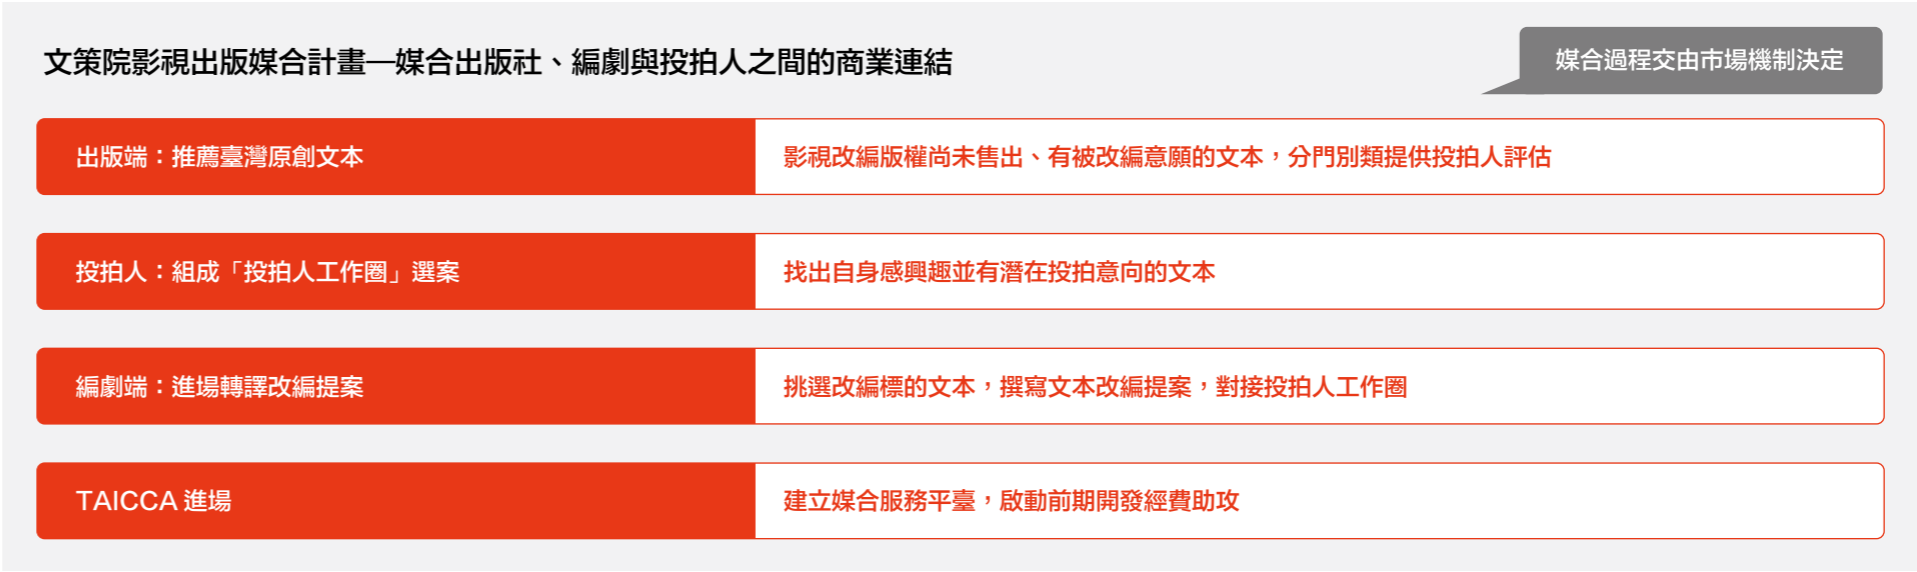 文策院影視出版媒合計畫—媒合出版社、編劇與投拍人之間的商業連結
媒合過程交由市場機制決定
出版端：推薦臺灣原創文本
影視改編版權尚未售出、有被改編意願的文本，分門別類提供投拍人評估
投拍人：組成「投拍人工作圈」選案
找出自身感興趣並有潛在投拍意向的文本
編劇端：進場轉譯改編提案
挑選改編標的文本，撰寫文本改編提案，對接投拍人工作圈
TAICCA 進場
建立媒合服務平臺，啟動前期開發經費助攻